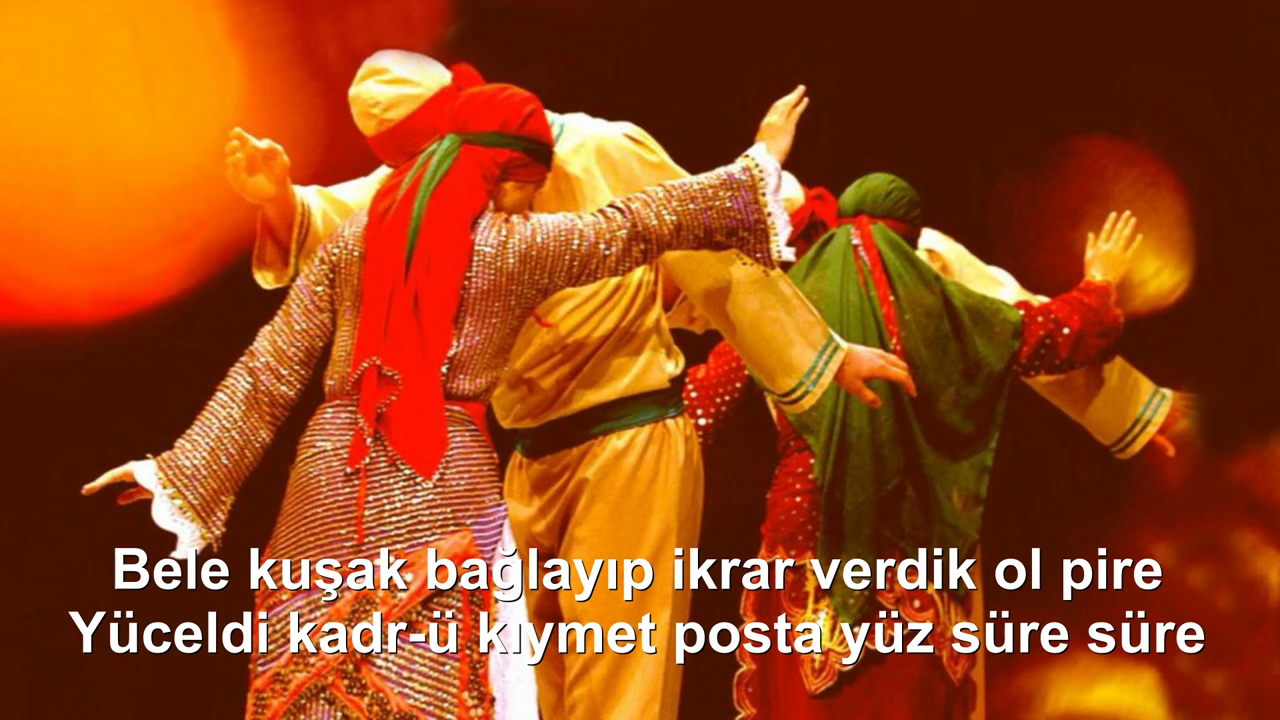 Bele kuşak bağlayıp ikrar verdik ol pire
Yüceldi kadr-ü kıymet posta yüz süre süre